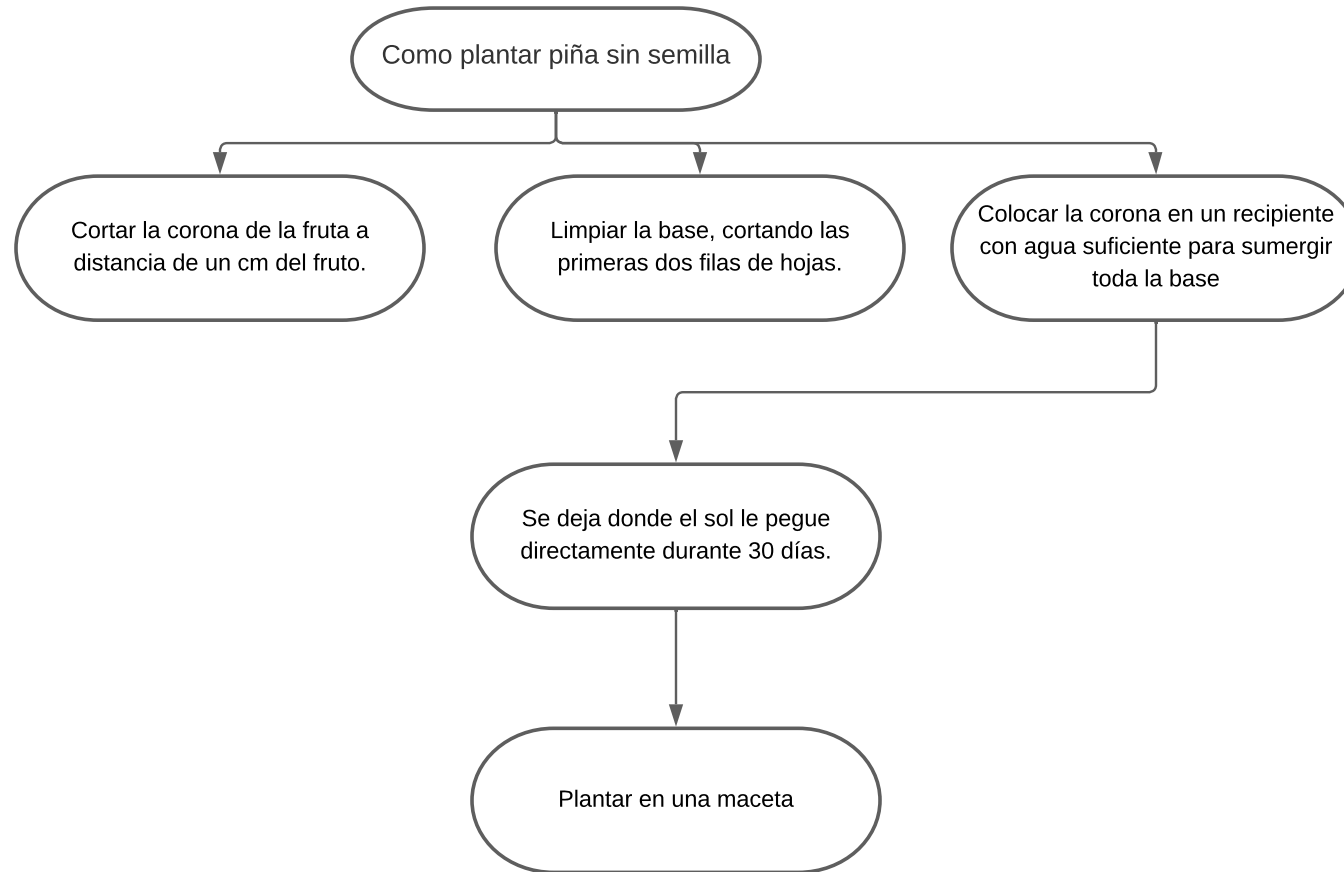 Como plantar piña sin semilla
Cortar la corona de la fruta a
distancia de un cm del fruto.
Limpiar la base, cortando las
primeras dos filas de hojas.
Colocar la corona en un recipiente
con agua suficiente para sumergir
toda la base
Se deja donde el sol le pegue
directamente durante 30 días.
Plantar en una maceta